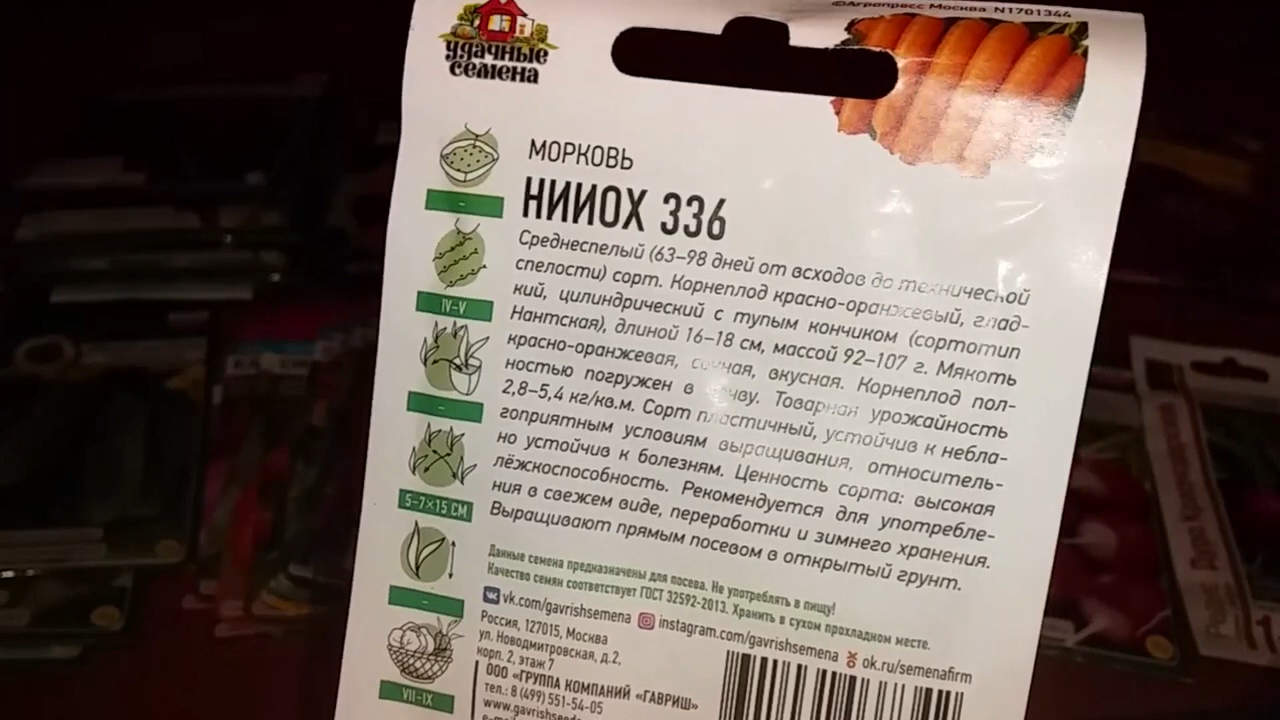 ©Агропресс Москва N1701344
удачные
семена
МОРКОВЬ
НИИОХ 336
Среднеспелый (63–98 дней от всходов до технической
спелости) сорт. Корнеплод красно-оранжевый, глад-
кий, цилиндрический с тупым кончиком (сортотип
Нантская), длиной 16–18 см, массой 92–107 г. Мякоть
красно-оранжевая, сочная, вкусная. Корнеплод пол-
ностью погружен в почву. Товарная урожайность
2,8–5,4 кг/кв.м. Сорт пластичный, устойчив к небла-
гоприятным условиям выращивания, относитель-
но устойчив к болезням. Ценность сорта: высокая
лёжкоспособность. Рекомендуется для употребле-
ния в свежем виде, переработки и зимнего хранения.
Выращивают прямым посевом в открытый грунт.
–
IV–V
–
5–7×15 СМ
–
VII–IX
Данные семена предназначены для посева. Не употреблять в пищу!
Качество семян соответствует ГОСТ 32592-2013. Хранить в сухом прохладном месте.
vk.com/gavrishsemena instagram.com/gavrishsemena ok.ru/semenafirm
Россия, 127015, Москва
ул. Новодмитровская, д.2,
корп. 2, этаж 7
ООО «ГРУППА КОМПАНИЙ «ГАВРИШ»
тел.: 8 (499) 551-54-05